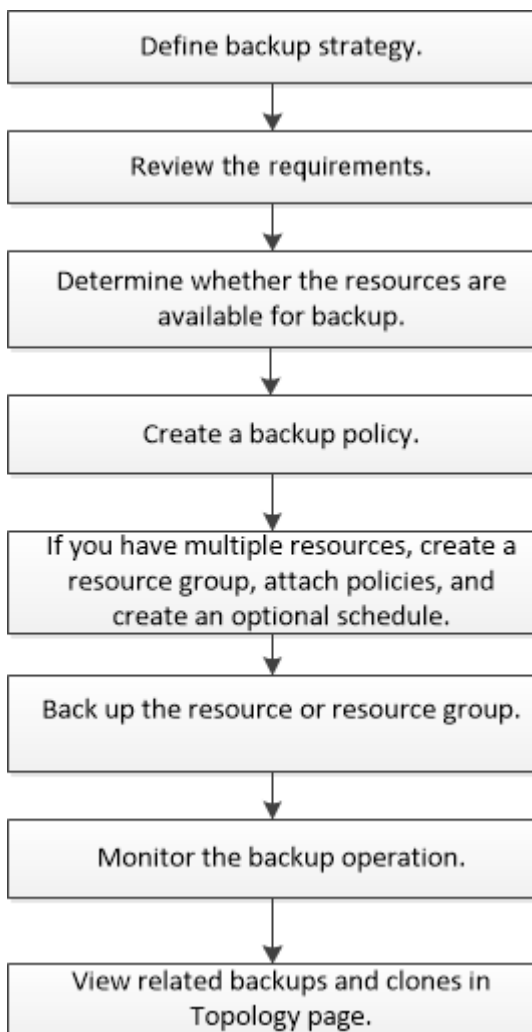 Define backup strategy.
Review the requirements.
Determine whether the resources are
available for backup.
Create a backup policy.
If you have multiple resources, create a
resource group, attach policies, and
create an optional schedule.
Back up the resource or resource group.
Monitor the backup operation.
View related backups and clones in
Topology page.